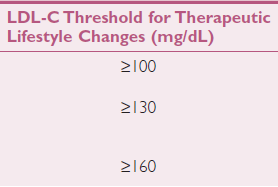 LDL-C Threshold for Therapeutic
Lifestyle Changes (mg/dL)
≥100
≥130
≥160